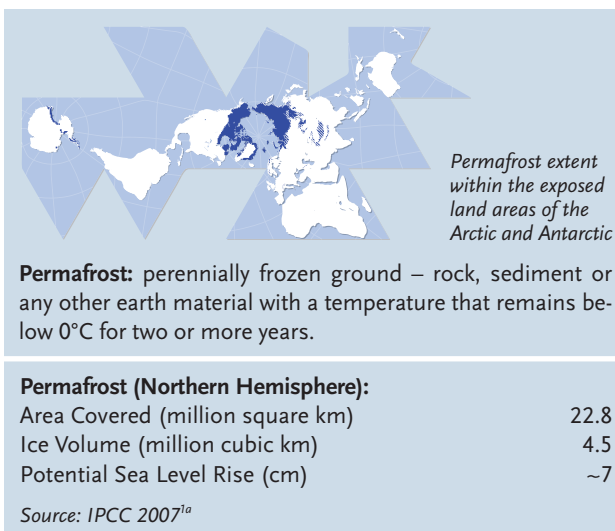 Permafrost extent
within the exposed
land areas of the
Arctic and Antarctic
Permafrost: perennially frozen ground – rock, sediment or
any other earth material with a temperature that remains be-
low 0°C for two or more years.
Permafrost (Northern Hemisphere):
Area Covered (million square km) 22.8
Ice Volume (million cubic km) 4.5
Potential Sea Level Rise (cm) ~7
Source: IPCC 2007¹ᵃ